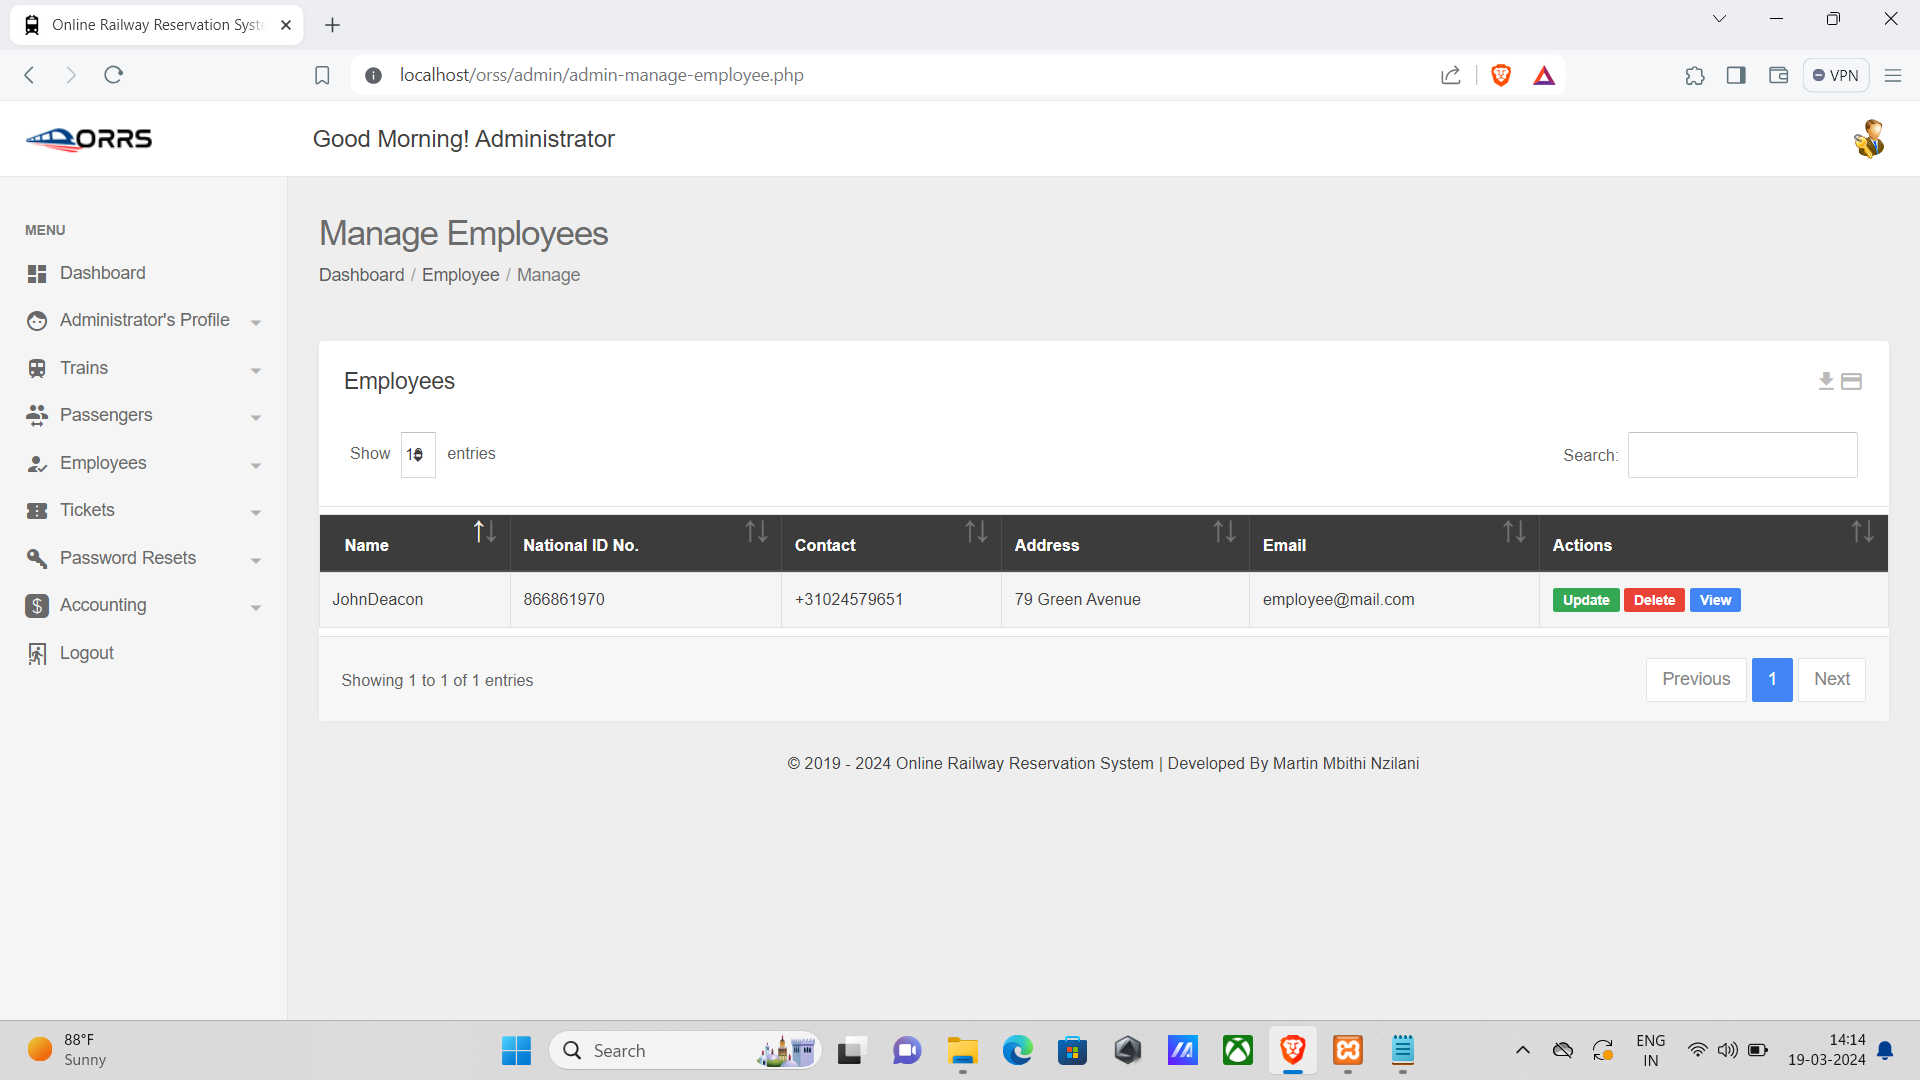 Online Railway Reservation Syst
localhost/orss/admin/admin-manage-employee.php
VPN
ORRS
Good Morning! Administrator
MENU
Dashboard
Administrator's Profile
Trains
Passengers
Employees
Tickets
Password Resets
Accounting
Logout
Manage Employees
Dashboard / Employee / Manage
Employees
Show 10 entries
Search:
Name National ID No. Contact Address Email Actions
JohnDeacon 866861970 +31024579651 79 Green Avenue employee@mail.com Update Delete View
Showing 1 to 1 of 1 entries
Previous 1 Next
© 2019 - 2024 Online Railway Reservation System | Developed By Martin Mbithi Nzilani
88°F
Sunny
Search
ENG
IN
14:14
19-03-2024